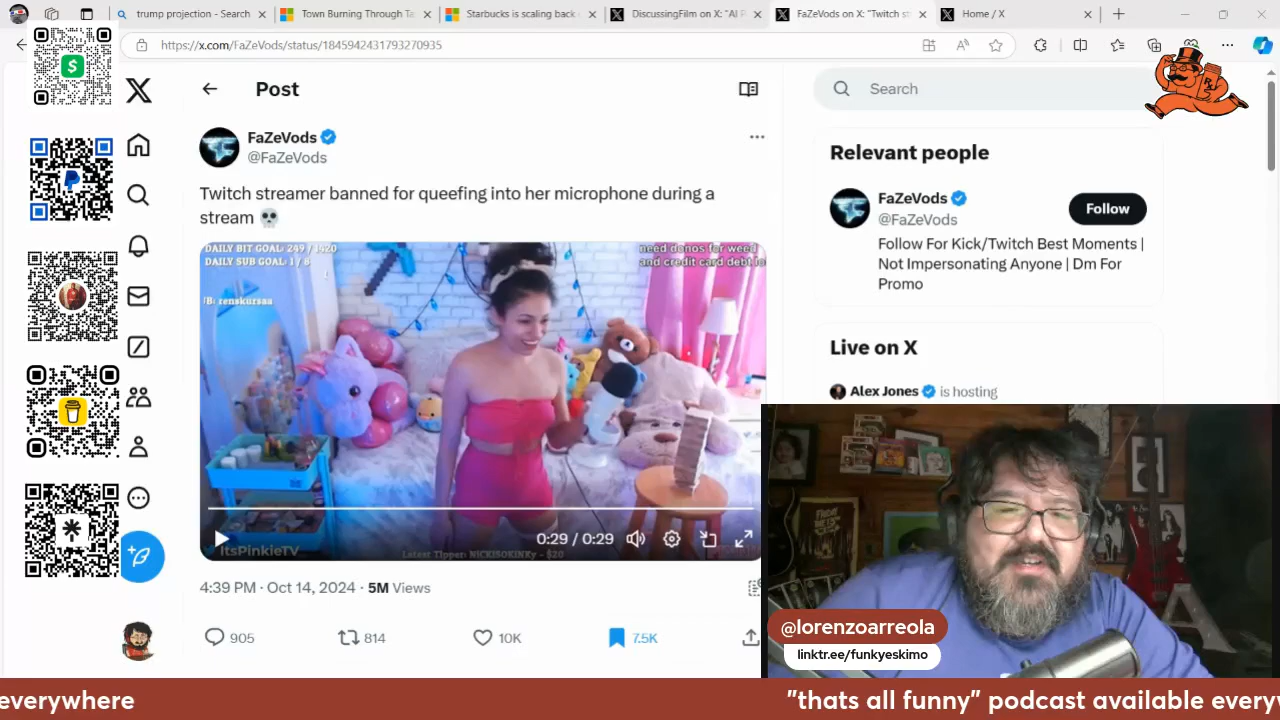 trump projection - Search
Town Burning Through Ta
Starbucks is scaling back
DiscussingFilm on X: "AI P
FaZeVods on X: "Twitch st
Home / X
https://x.com/FaZeVods/status/1845942431793270935
Post
Search
FaZeVods
@FaZeVods
Twitch streamer banned for queefing into her microphone during a
stream 💀
DAILY BIT GOAL: 249 / 1420
DAILY SUB GOAL: 1 / 8
need donos for weed
and credit card debt
ItsPinkieTV
0:29 / 0:29
4:39 PM · Oct 14, 2024 · 5M Views
905
814
10K
7.5K
Relevant people
FaZeVods
@FaZeVods
Follow
Follow For Kick/Twitch Best Moments |
Not Impersonating Anyone | Dm For
Promo
Live on X
Alex Jones is hosting
@lorenzoarreola
linktr.ee/funkyeskimo
everywhere
"thats all funny" podcast available every